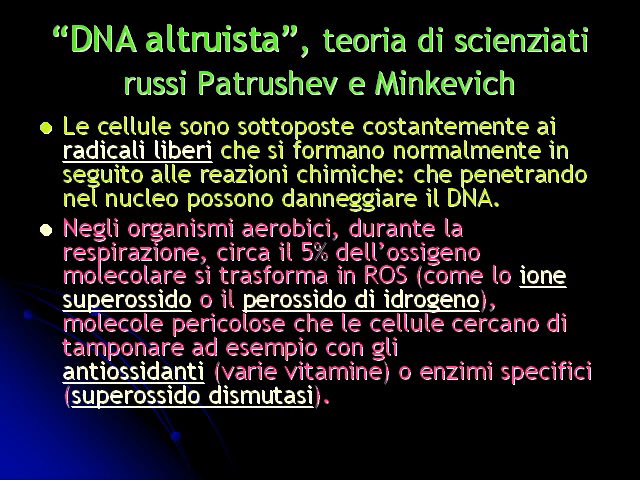 “DNA altruista”, teoria di scienziati
russi Patrushev e Minkevich
Le cellule sono sottoposte costantemente ai
radicali liberi che si formano normalmente in
seguito alle reazioni chimiche: che penetrando
nel nucleo possono danneggiare il DNA.
Negli organismi aerobici, durante la
respirazione, circa il 5% dell’ossigeno
molecolare si trasforma in ROS (come lo ione
superossido o il perossido di idrogeno),
molecole pericolose che le cellule cercano di
tamponare ad esempio con gli
antiossidanti (varie vitamine) o enzimi specifici
(superossido dismutasi).